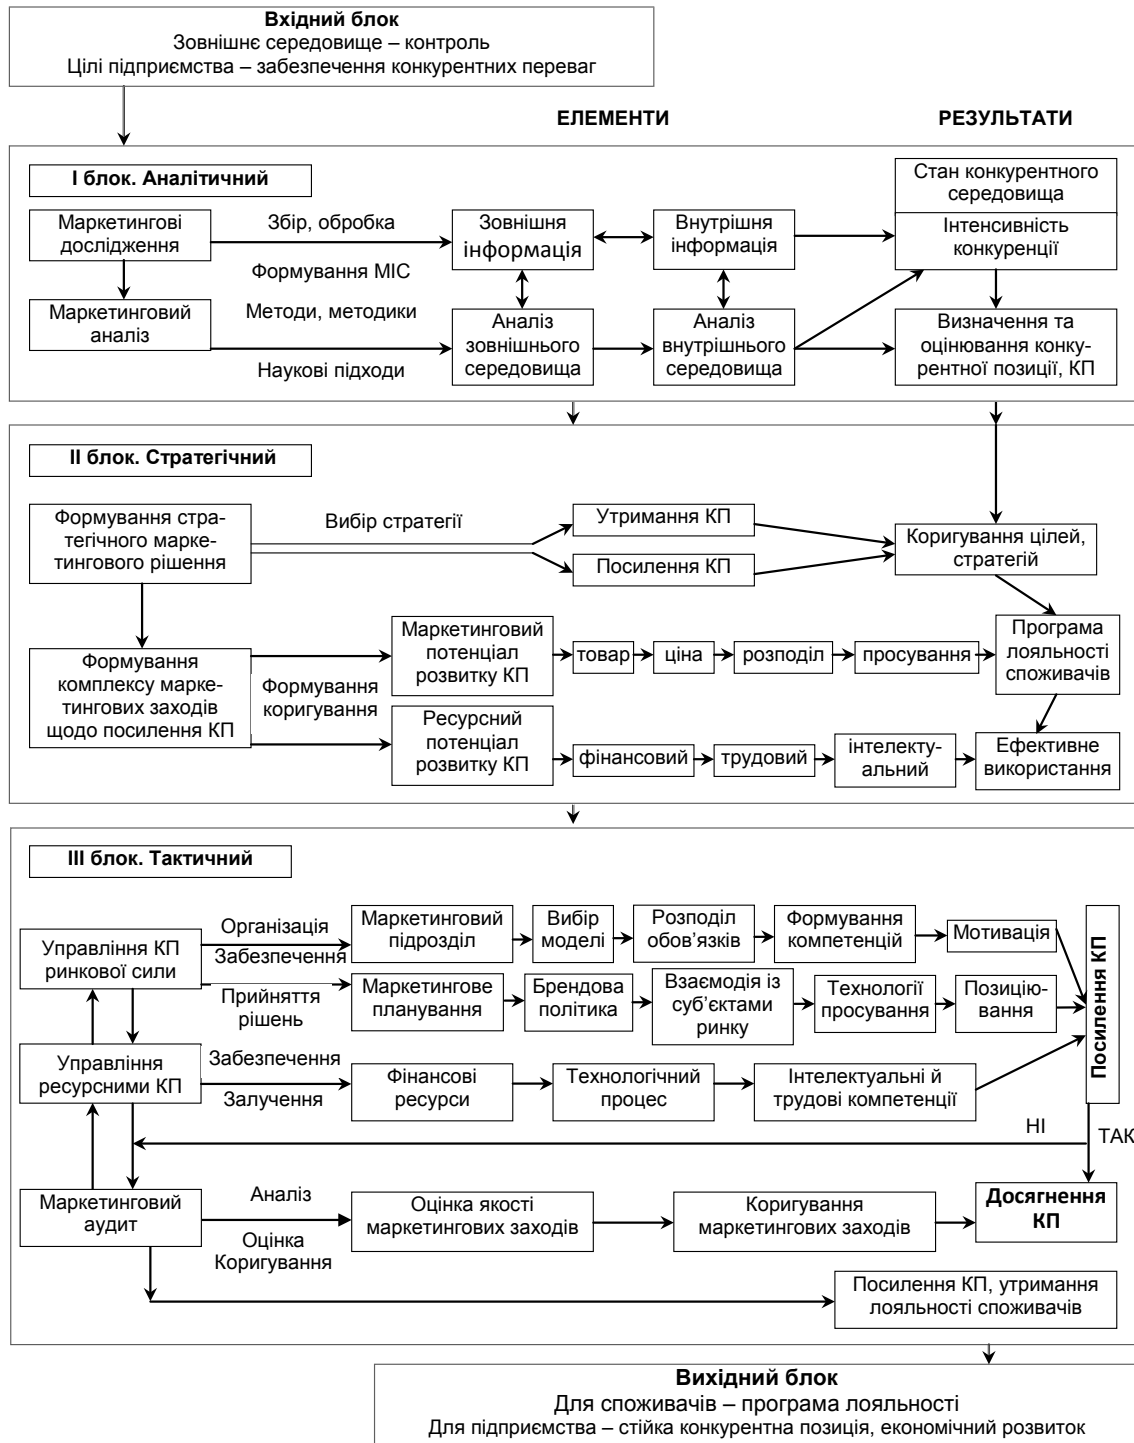 Вхідний блок
Зовнішнє середовище – контроль
Цілі підприємства – забезпечення конкурентних переваг
ЕЛЕМЕНТИ
РЕЗУЛЬТАТИ
І блок. Аналітичний
Маркетингові
дослідження
Збір, обробка
Зовнішня
інформація
Внутрішня
інформація
Стан конкурентного
середовища
Інтенсивність
конкуренції
Формування МІС
Маркетинговий
аналіз
Методи, методики
Наукові підходи
Аналіз
зовнішнього
середовища
Аналіз
внутрішнього
середовища
Визначення та
оцінювання конку-
рентної позиції, КП
ІІ блок. Стратегічний
Формування стра-
тегічного марке-
тингового рішення
Вибір стратегії
Утримання КП
Посилення КП
Коригування цілей,
стратегій
Формування
комплексу марке-
тингових заходів
щодо посилення КП
Формування
коригування
Маркетинговий
потенціал
розвитку КП
товар
ціна
розподіл
просування
Програма
лояльності
споживачів
Ресурсний
потенціал
розвитку КП
фінансовий
трудовий
інтелекту-
альний
Ефективне
використання
ІІІ блок. Тактичний
Управління КП
ринкової сили
Організація
Забезпечення
Маркетинговий
підрозділ
Вибір
моделі
Розподіл
обов’язків
Формування
компетенцій
Мотивація
Посилення КП
Прийняття
рішень
Маркетингове
планування
Брендова
політика
Взаємодія із
суб’єктами
ринку
Технології
просування
Позицію-
вання
Управління
ресурсними КП
Забезпечення
Залучення
Фінансові
ресурси
Технологічний
процес
Інтелектуальні й
трудові компетенції
НІ
ТАК
Маркетинговий
аудит
Аналіз
Оцінка
Коригування
Оцінка якості
маркетингових заходів
Коригування
маркетингових заходів
Досягнення
КП
Посилення КП, утримання
лояльності споживачів
Вихідний блок
Для споживачів – програма лояльності
Для підприємства – стійка конкурентна позиція, економічний розвиток